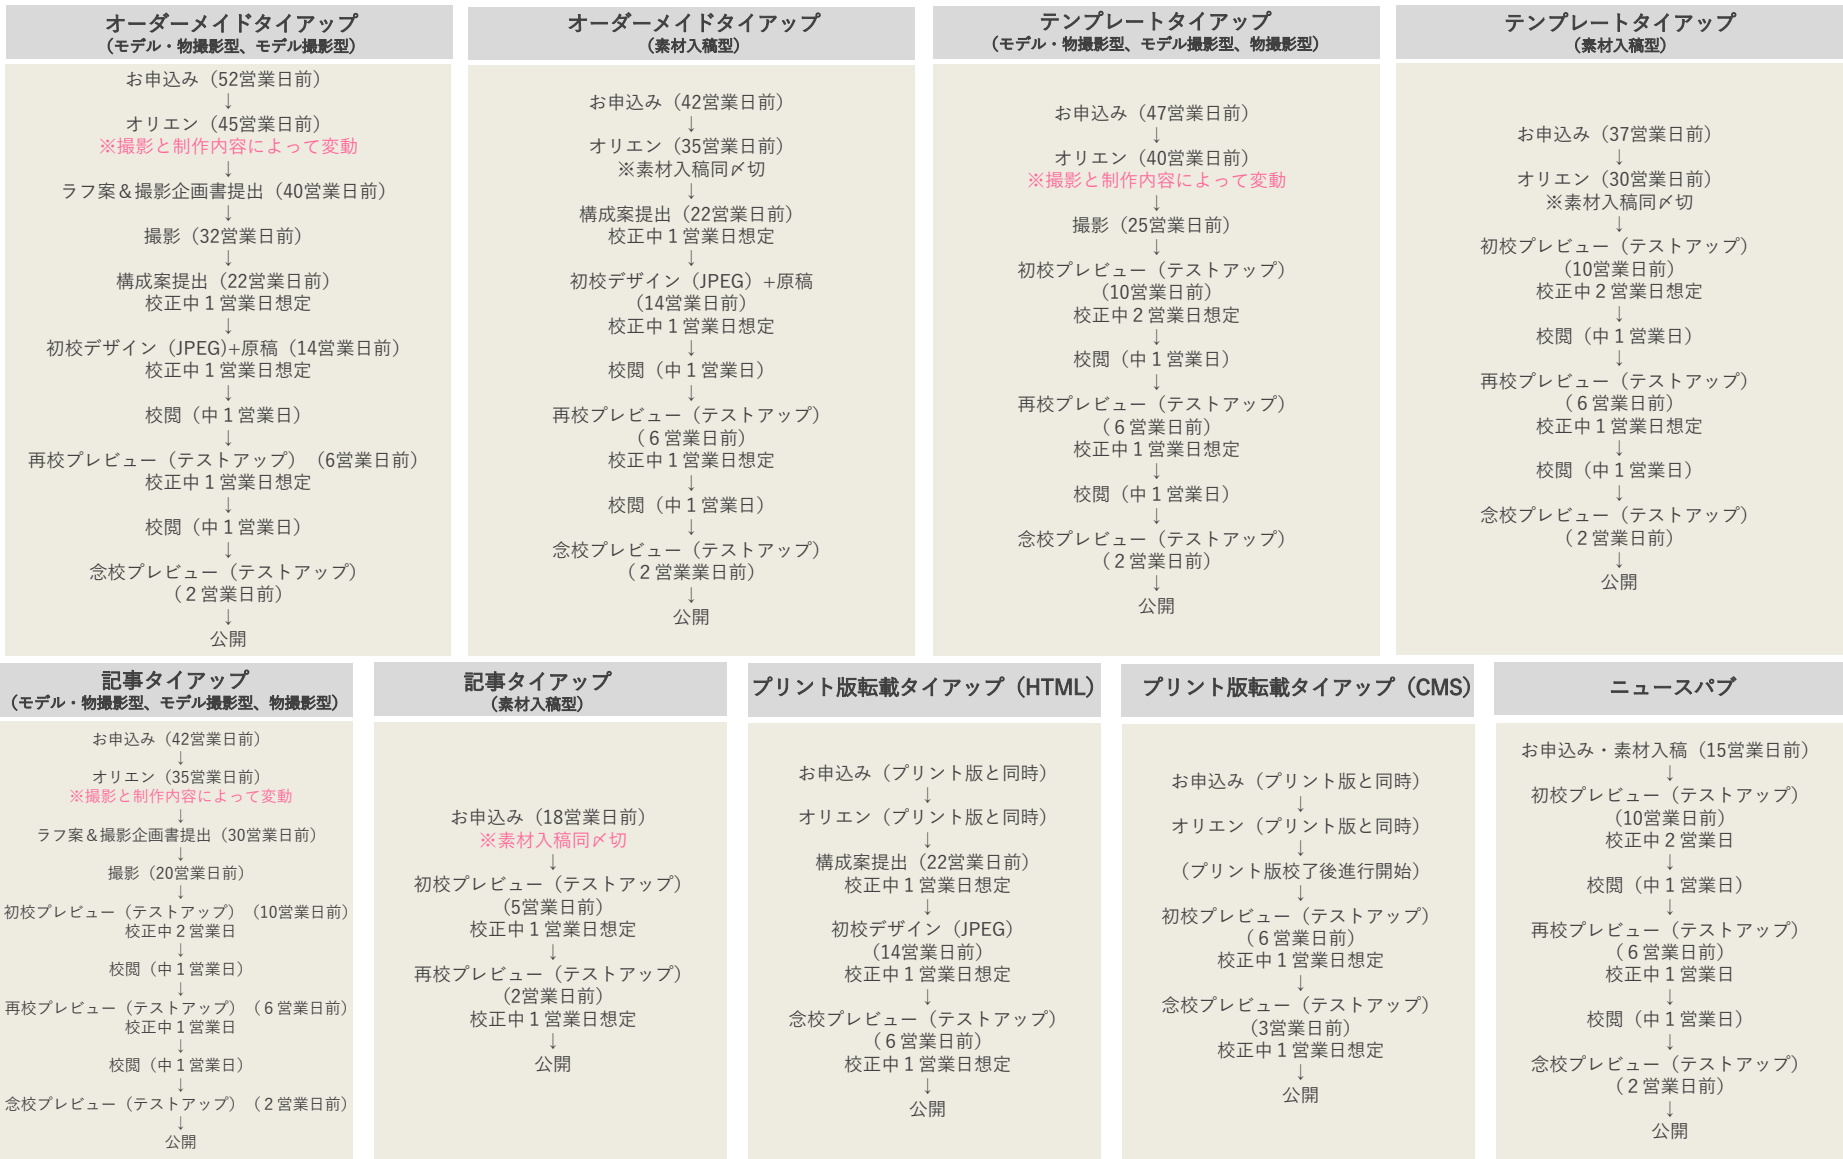 オーダーメイドタイアップ
（モデル・物撮影型、モデル撮影型）
お申込み（52営業日前）
↓
オリエン（45営業日前）
※撮影と制作内容によって変動
↓
ラフ案＆撮影企画書提出（40営業日前）
↓
撮影（32営業日前）
↓
構成案提出（22営業日前）
校正中１営業日想定
↓
初校デザイン（JPEG)+原稿（14営業日前）
校正中１営業日想定
↓
校閲（中１営業日）
↓
再校プレビュー（テストアップ）（6営業日前）
校正中１営業日想定
↓
校閲（中１営業日）
↓
念校プレビュー（テストアップ）
（２営業日前）
↓
公開
オーダーメイドタイアップ
（素材入稿型）
お申込み（42営業日前）
↓
オリエン（35営業日前）
※素材入稿同〆切
↓
構成案提出（22営業日前）
校正中１営業日想定
↓
初校デザイン（JPEG）+原稿
（14営業日前）
校正中１営業日想定
↓
校閲（中１営業日）
↓
再校プレビュー（テストアップ）
（６営業日前）
校正中１営業日想定
↓
校閲（中１営業日）
↓
念校プレビュー（テストアップ）
（２営業業日前）
↓
公開
テンプレートタイアップ
（モデル・物撮影型、モデル撮影型、物撮影型）
お申込み（47営業日前）
↓
オリエン（40営業日前）
※撮影と制作内容によって変動
↓
撮影（25営業日前）
↓
初校プレビュー（テストアップ）
（10営業日前）
校正中２営業日想定
↓
校閲（中１営業日）
↓
再校プレビュー（テストアップ）
（６営業日前）
校正中１営業日想定
↓
校閲（中１営業日）
↓
念校プレビュー（テストアップ）
（２営業日前）
↓
公開
テンプレートタイアップ
（素材入稿型）
お申込み（37営業日前）
↓
オリエン（30営業日前）
※素材入稿同〆切
↓
初校プレビュー（テストアップ）
（10営業日前）
校正中２営業日想定
↓
校閲（中１営業日）
↓
再校プレビュー（テストアップ）
（６営業日前）
校正中１営業日想定
↓
校閲（中１営業日）
↓
念校プレビュー（テストアップ）
（２営業日前）
↓
公開
記事タイアップ
（モデル・物撮影型、モデル撮影型、物撮影型）
お申込み（42営業日前）
↓
オリエン（35営業日前）
※撮影と制作内容によって変動
↓
ラフ案＆撮影企画書提出（30営業日前）
↓
撮影（20営業日前）
↓
初校プレビュー（テストアップ）（10営業日前）
校正中２営業日
↓
校閲（中１営業日）
↓
再校プレビュー（テストアップ）（６営業日前）
校正中１営業日
↓
校閲（中１営業日）
↓
念校プレビュー（テストアップ）（２営業日前）
↓
公開
記事タイアップ
（素材入稿型）
お申込み（18営業日前）
※素材入稿同〆切
↓
初校プレビュー（テストアップ）
（5営業日前）
校正中１営業日想定
↓
再校プレビュー（テストアップ）
（2営業日前）
校正中１営業日想定
↓
公開
プリント版転載タイアップ（HTML）
お申込み（プリント版と同時）
↓
オリエン（プリント版と同時）
↓
構成案提出（22営業日前）
校正中１営業日想定
↓
初校デザイン（JPEG）
（14営業日前）
校正中１営業日想定
↓
念校プレビュー（テストアップ）
（６営業日前）
校正中１営業日想定
↓
公開
プリント版転載タイアップ（CMS）
お申込み（プリント版と同時）
↓
オリエン（プリント版と同時）
↓
（プリント版校了後進行開始）
↓
初校プレビュー（テストアップ）
（６営業日前）
校正中１営業日想定
↓
念校プレビュー（テストアップ）
（3営業日前）
校正中１営業日想定
↓
公開
ニュースパブ
お申込み・素材入稿（15営業日前）
↓
初校プレビュー（テストアップ）
（10営業日前）
校正中２営業日
↓
校閲（中１営業日）
↓
再校プレビュー（テストアップ）
（６営業日前）
校正中１営業日
↓
校閲（中１営業日）
↓
念校プレビュー（テストアップ）
（２営業日前）
↓
公開